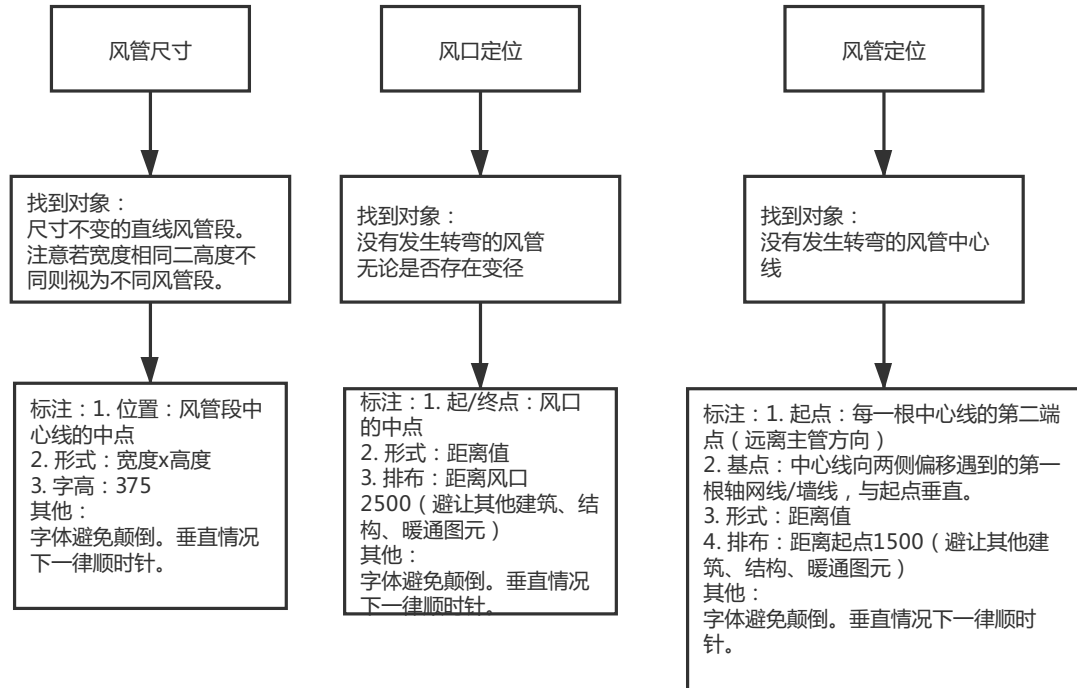 风管尺寸
找到对象：
尺寸不变的直线风管段。
注意若宽度相同二高度不
同则视为不同风管段。
标注：1. 位置：风管段中
心线的中点
2. 形式：宽度x高度
3. 字高：375
其他：
字体避免颠倒。垂直情况
下一律顺时针。
风口定位
找到对象：
没有发生转弯的风管
无论是否存在变径
标注：1. 起/终点：风口
的中点
2. 形式：距离值
3. 排布：距离风口
2500（避让其他建筑、结
构、暖通图元）
其他：
字体避免颠倒。垂直情况
下一律顺时针。
风管定位
找到对象：
没有发生转弯的风管中心
线
标注：1. 起点：每一根中心线的第二端
点（远离主管方向）
2. 基点：中心线向两侧偏移遇到的第一
根轴网线/墙线，与起点垂直。
3. 形式：距离值
4. 排布：距离起点1500（避让其他建
筑、结构、暖通图元）
其他：
字体避免颠倒。垂直情况下一律顺时
针。